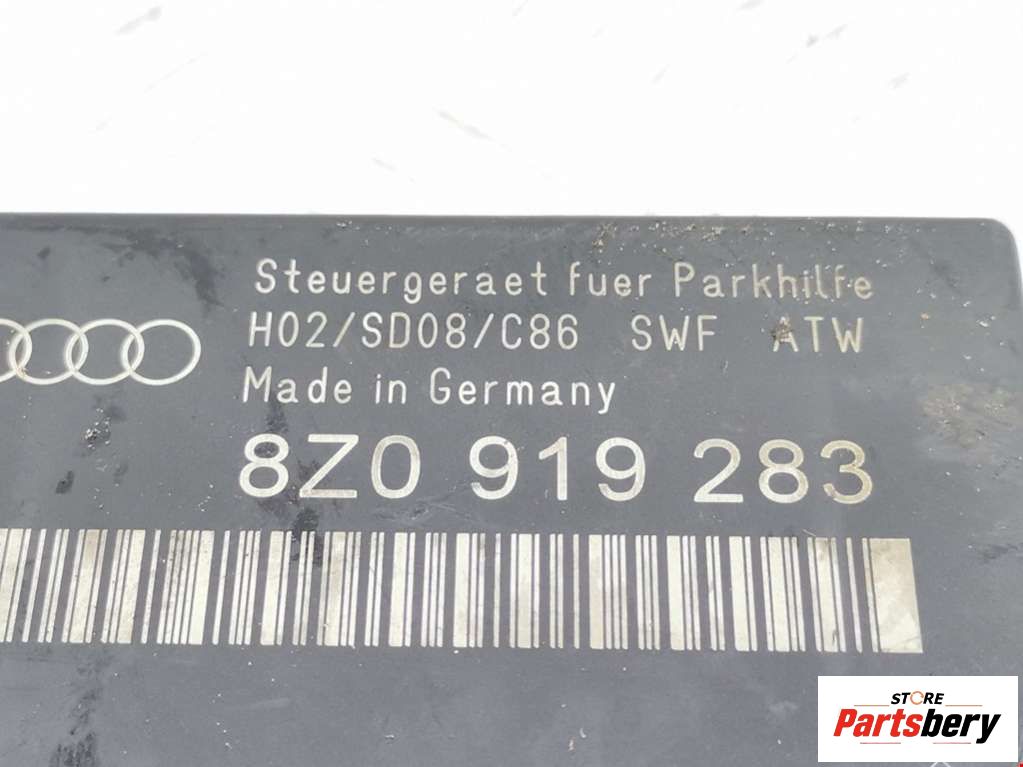 Steuergeraet fuer Parkhilfe
H02/SD08/C86 SWF ATW
Made in Germany
8Z0 919 283
STORE
Partsbery